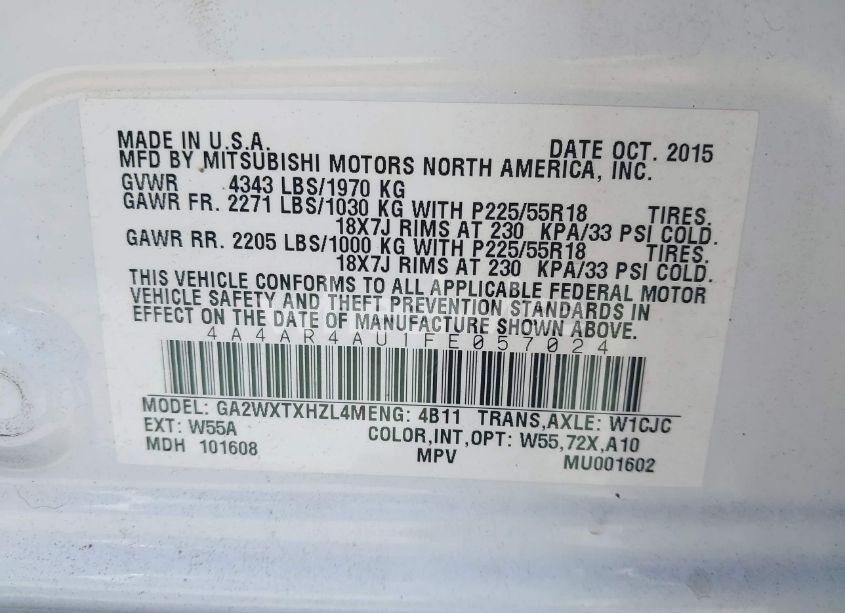 MADE IN U.S.A. DATE OCT. 2015
MFD BY MITSUBISHI MOTORS NORTH AMERICA, INC.
GVWR 4343 LBS/1970 KG
GAWR FR. 2271 LBS/1030 KG WITH P225/55R18 TIRES.
18X7J RIMS AT 230 KPA/33 PSI COLD.
GAWR RR. 2205 LBS/1000 KG WITH P225/55R18 TIRES.
18X7J RIMS AT 230 KPA/33 PSI COLD.
THIS VEHICLE CONFORMS TO ALL APPLICABLE FEDERAL MOTOR
VEHICLE SAFETY AND THEFT PREVENTION STANDARDS IN
EFFECT ON THE DATE OF MANUFACTURE SHOWN ABOVE.
4A4AR4AU1FE057024
MODEL: GA2WXTXHZL4MENG: 4B11 TRANS,AXLE: W1CJC
EXT: W55A COLOR,INT,OPT: W55,72X,A10
MDH 101608 MPV MU001602